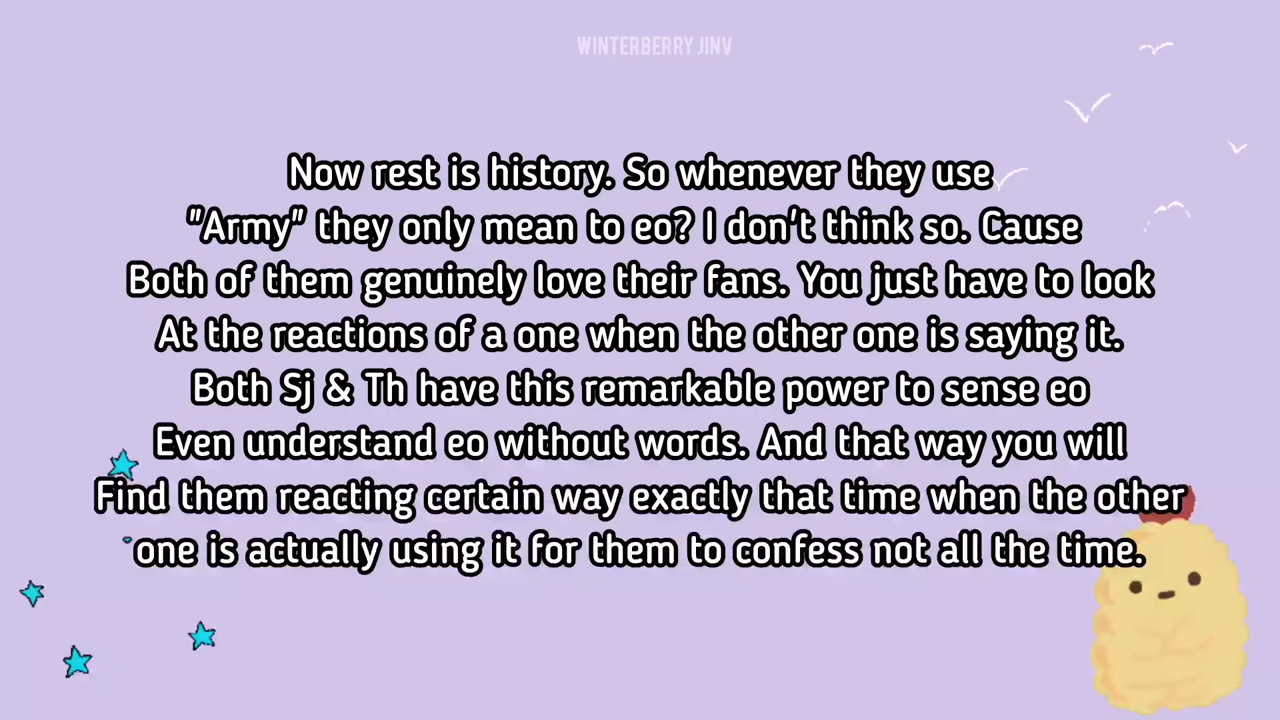 WINTERBERRY JINV
Now rest is history. So whenever they use
"Army" they only mean to eo? I don't think so. Cause
Both of them genuinely love their fans. You just have to look
At the reactions of a one when the other one is saying it.
Both Sj & Th have this remarkable power to sense eo
Even understand eo without words. And that way you will
Find them reacting certain way exactly that time when the other
one is actually using it for them to confess not all the time.